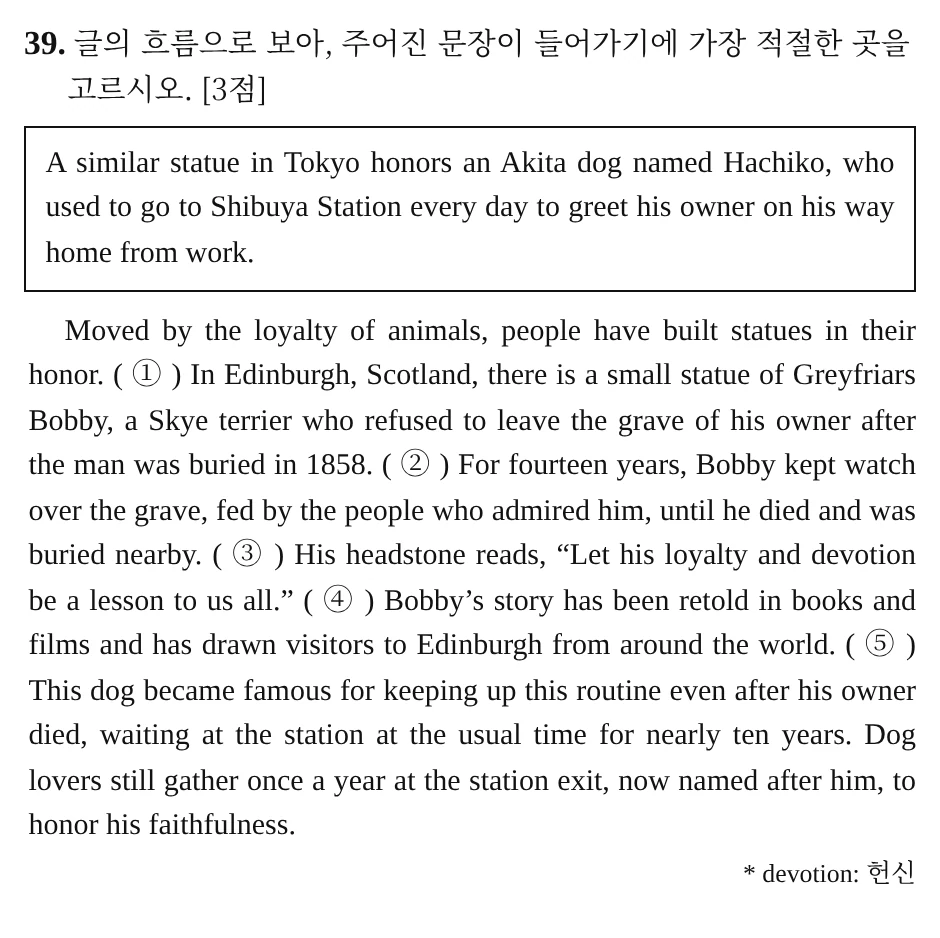 39. 글의 흐름으로 보아, 주어진 문장이 들어가기에 가장 적절한 곳을
고르시오. [3점]
A similar statue in Tokyo honors an Akita dog named Hachiko, who
used to go to Shibuya Station every day to greet his owner on his way
home from work.
Moved by the loyalty of animals, people have built statues in their
honor. ( ① ) In Edinburgh, Scotland, there is a small statue of Greyfriars
Bobby, a Skye terrier who refused to leave the grave of his owner after
the man was buried in 1858. ( ② ) For fourteen years, Bobby kept watch
over the grave, fed by the people who admired him, until he died and was
buried nearby. ( ③ ) His headstone reads, “Let his loyalty and devotion
be a lesson to us all.” ( ④ ) Bobby’s story has been retold in books and
films and has drawn visitors to Edinburgh from around the world. ( ⑤ )
This dog became famous for keeping up this routine even after his owner
died, waiting at the station at the usual time for nearly ten years. Dog
lovers still gather once a year at the station exit, now named after him, to
honor his faithfulness.
* devotion: 헌신